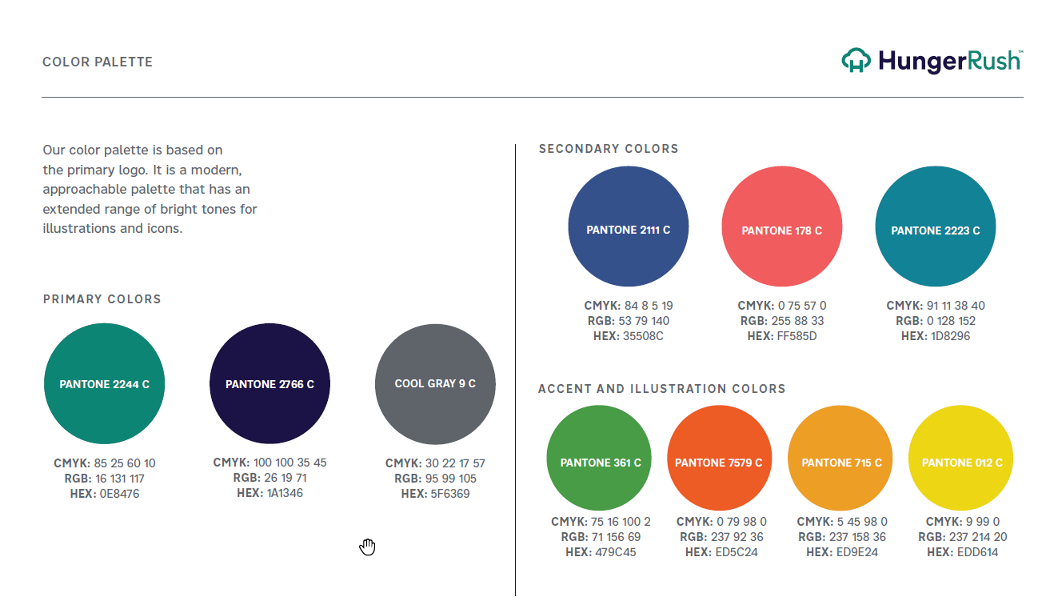 COLOR PALETTE
HungerRush
Our color palette is based on
the primary logo. It is a modern,
approachable palette that has an
extended range of bright tones for
illustrations and icons.
PRIMARY COLORS
PANTONE 2244 C
CMYK: 85 25 60 10
RGB: 16 131 117
HEX: 0E8476
PANTONE 2766 C
CMYK: 100 100 35 45
RGB: 26 19 71
HEX: 1A1346
COOL GRAY 9 C
CMYK: 30 22 17 57
RGB: 95 99 105
HEX: 5F6369
SECONDARY COLORS
PANTONE 2111 C
CMYK: 84 8 5 19
RGB: 53 79 140
HEX: 35508C
PANTONE 178 C
CMYK: 0 75 57 0
RGB: 255 88 33
HEX: FF585D
PANTONE 2223 C
CMYK: 91 11 38 40
RGB: 0 128 152
HEX: 1D8296
ACCENT AND ILLUSTRATION COLORS
PANTONE 361 C
CMYK: 75 16 100 2
RGB: 71 156 69
HEX: 479C45
PANTONE 7579 C
CMYK: 0 79 98 0
RGB: 237 92 36
HEX: ED5C24
PANTONE 715 C
CMYK: 5 45 98 0
RGB: 237 158 36
HEX: ED9E24
PANTONE 012 C
CMYK: 9 99 0
RGB: 237 214 20
HEX: EDD614